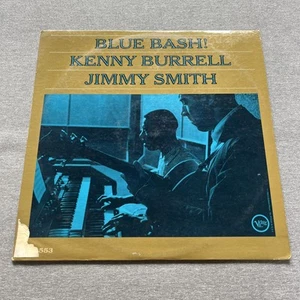 BLUE BASH!
KENNY BURRELL
JIMMY SMITH
VERVE
553